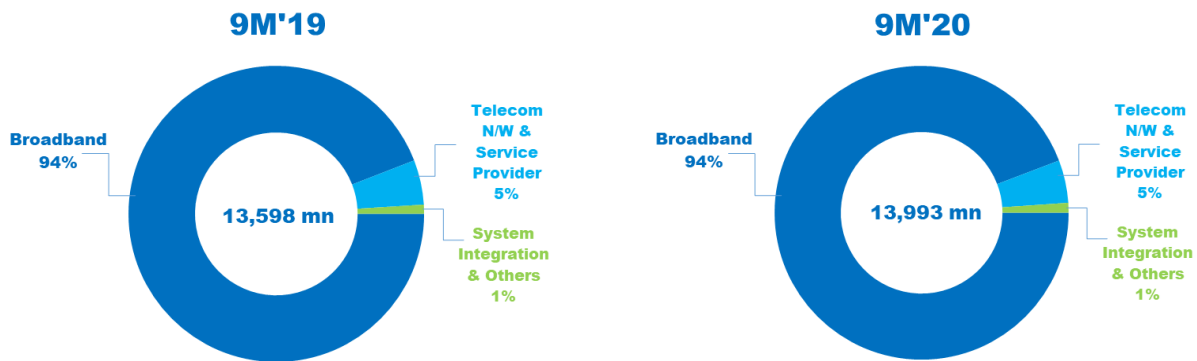 9M'19
Broadband
94%
Telecom
N/W &
Service
Provider
5%
13,598 mn
System
Integration
& Others
1%
9M'20
Broadband
94%
Telecom
N/W &
Service
Provider
5%
13,993 mn
System
Integration
& Others
1%